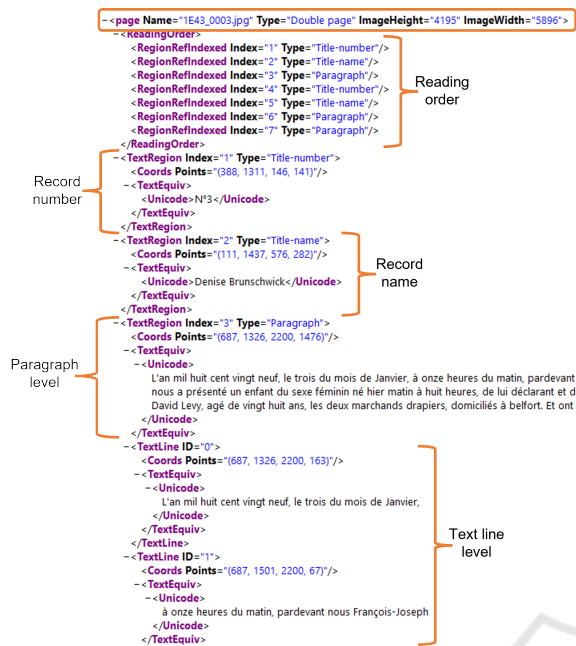 −<page Name="1E43_0003.jpg" Type="Double page" ImageHeight="4195" ImageWidth="5896">
−<ReadingOrder>
<RegionRefIndexed Index="1" Type="Title-number"/>
<RegionRefIndexed Index="2" Type="Title-name"/>
<RegionRefIndexed Index="3" Type="Paragraph"/>
<RegionRefIndexed Index="4" Type="Title-number"/>
<RegionRefIndexed Index="5" Type="Title-name"/>
<RegionRefIndexed Index="6" Type="Paragraph"/>
<RegionRefIndexed Index="7" Type="Paragraph"/>
</ReadingOrder>
Reading
order
−<TextRegion Index="1" Type="Title-number">
<Coords Points="(388, 1311, 146, 141)"/>
−<TextEquiv>
<Unicode>N°3</Unicode>
</TextEquiv>
</TextRegion>
Record
number
−<TextRegion Index="2" Type="Title-name">
<Coords Points="(111, 1437, 576, 282)"/>
−<TextEquiv>
<Unicode>Denise Brunschwick</Unicode>
</TextEquiv>
</TextRegion>
Record
name
−<TextRegion Index="3" Type="Paragraph">
<Coords Points="(687, 1326, 2200, 1476)"/>
−<TextEquiv>
−<Unicode>
L'an mil huit cent vingt neuf, le trois du mois de Janvier, à onze heures du matin, pardevant
nous a présenté un enfant du sexe féminin né hier matin à huit heures, de lui déclarant et d
David Levy, agé de vingt huit ans, les deux marchands drapiers, domiciliés à belfort. Et ont
</Unicode>
</TextEquiv>
Paragraph
level
−<TextLine ID="0">
<Coords Points="(687, 1326, 2200, 163)"/>
−<TextEquiv>
−<Unicode>
L'an mil huit cent vingt neuf, le trois du mois de Janvier,
</Unicode>
</TextEquiv>
</TextLine>
−<TextLine ID="1">
<Coords Points="(687, 1501, 2200, 67)"/>
−<TextEquiv>
−<Unicode>
à onze heures du matin, pardevant nous François-Joseph
</Unicode>
</TextEquiv>
Text line
level